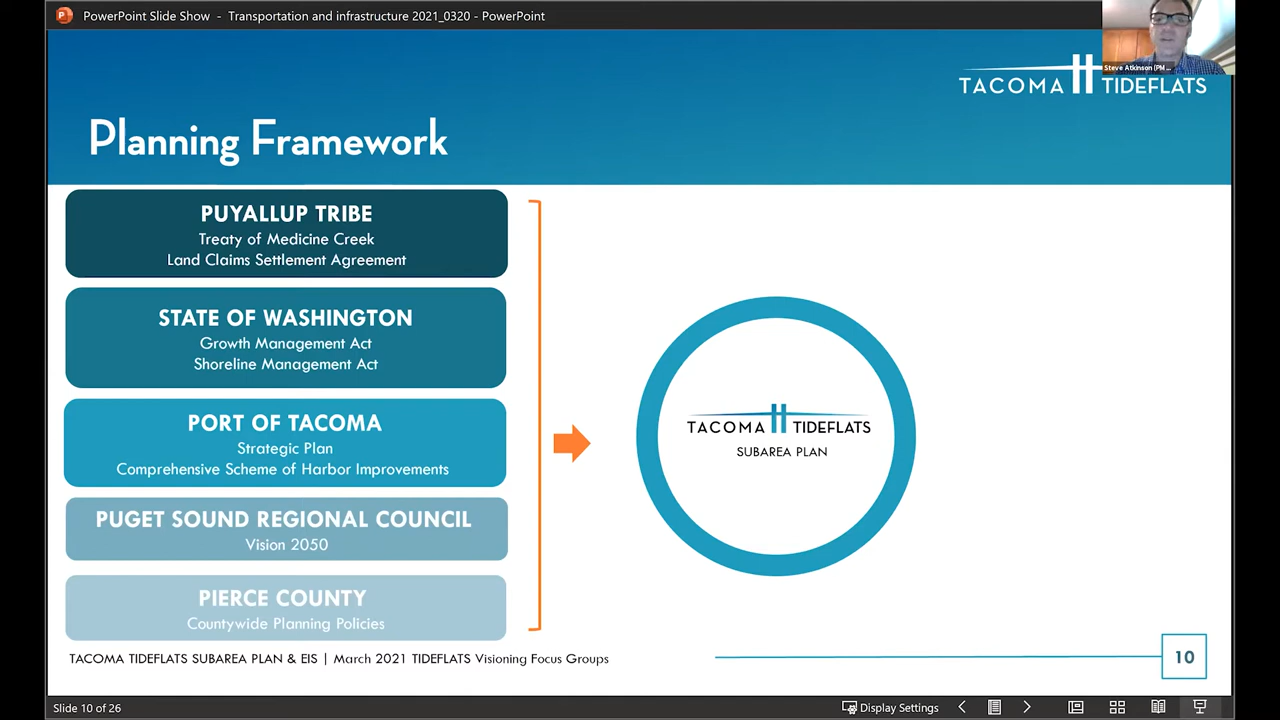 PowerPoint Slide Show - Transportation and infrastructure 2021_0320 - PowerPoint
Steve Atkinson (PM ...
TACOMA TIDEFLATS
Planning Framework
PUYALLUP TRIBE
Treaty of Medicine Creek
Land Claims Settlement Agreement
STATE OF WASHINGTON
Growth Management Act
Shoreline Management Act
PORT OF TACOMA
Strategic Plan
Comprehensive Scheme of Harbor Improvements
PUGET SOUND REGIONAL COUNCIL
Vision 2050
PIERCE COUNTY
Countywide Planning Policies
TACOMA TIDEFLATS
SUBAREA PLAN
TACOMA TIDEFLATS SUBAREA PLAN & EIS | March 2021 TIDEFLATS Visioning Focus Groups
10
Slide 10 of 26
Display Settings